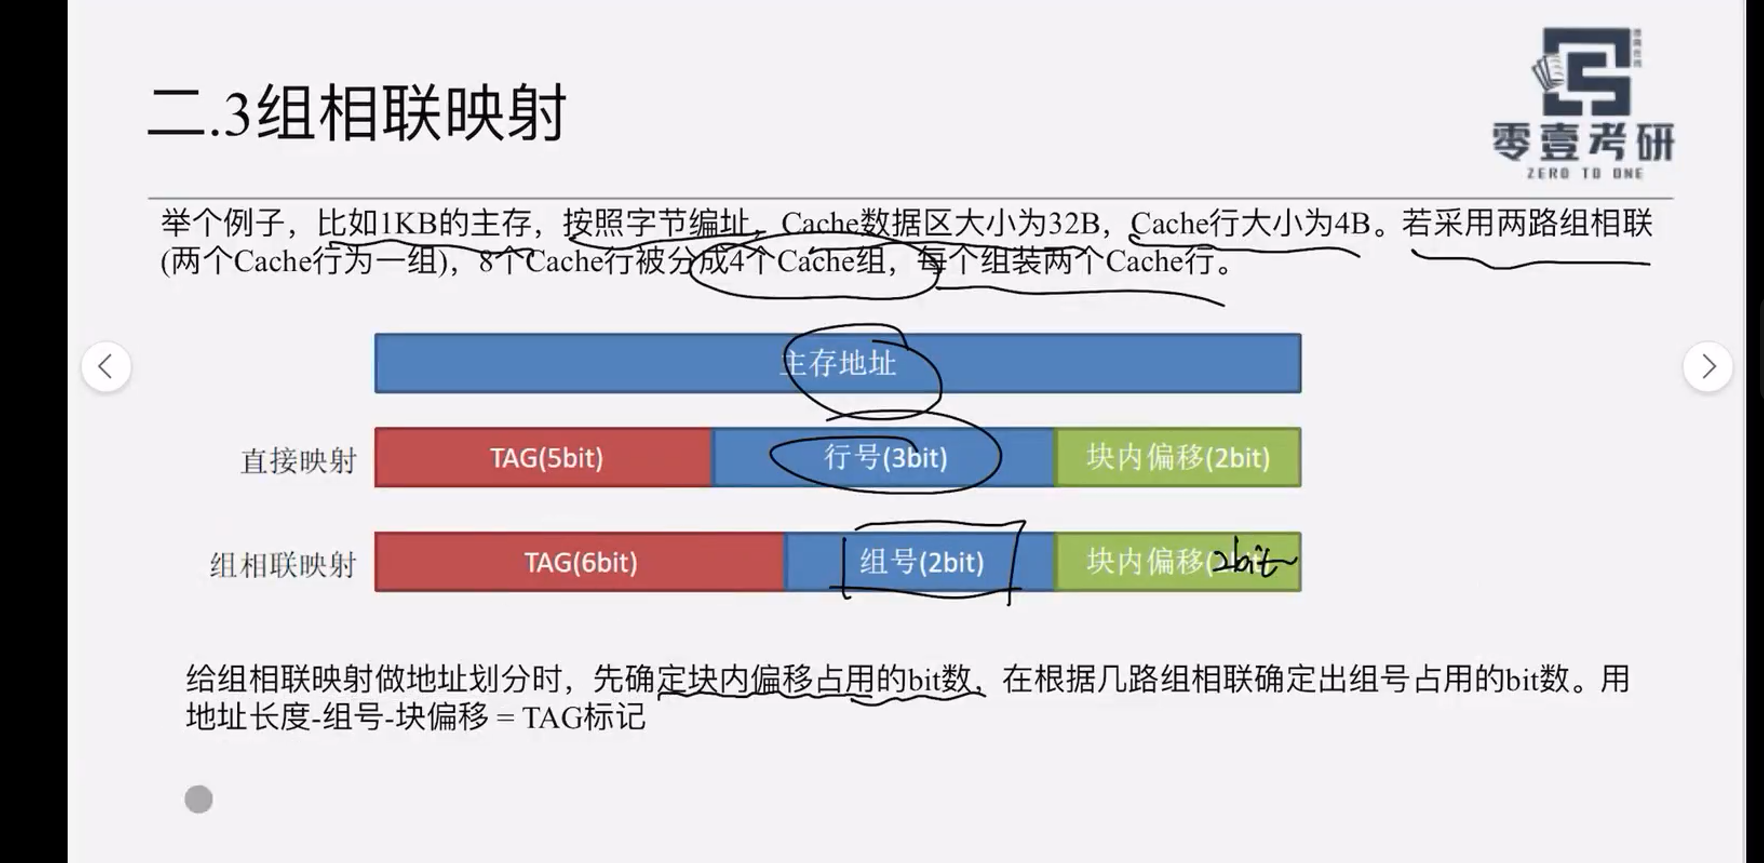 二.3组相联映射
零壹考研
ZERO TO ONE
举个例子，比如1KB的主存，按照字节编址，Cache数据区大小为32B，Cache行大小为4B。若采用两路组相联
(两个Cache行为一组)，8个Cache行被分成4个Cache组，每个组装两个Cache行。
主存地址
直接映射 TAG(5bit) 行号(3bit) 块内偏移(2bit)
组相联映射 TAG(6bit) 组号(2bit) 块内偏移( 2bit
给组相联映射做地址划分时，先确定块内偏移占用的bit数，在根据几路组相联确定出组号占用的bit数。用
地址长度-组号-块偏移 = TAG标记